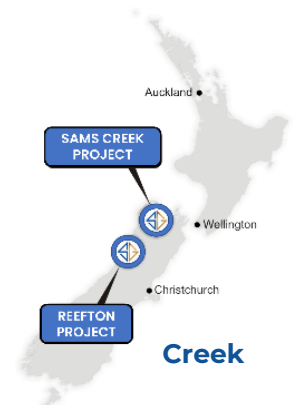 Auckland
SAMS CREEK
PROJECT
Wellington
Christchurch
REEFTON
PROJECT
Creek